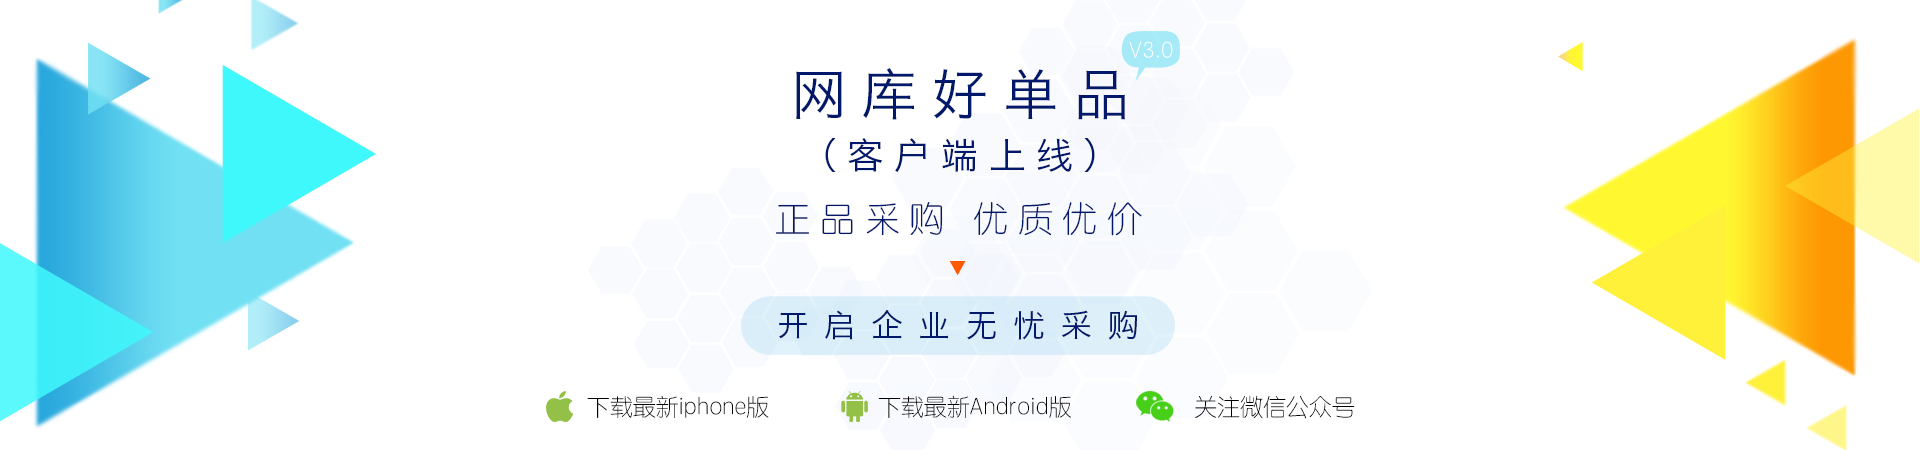 V3.0
网库好单品
（客户端上线）
正品采购 优质优价
开启企业无忧采购
下载最新iphone版
下载最新Android版
关注微信公众号